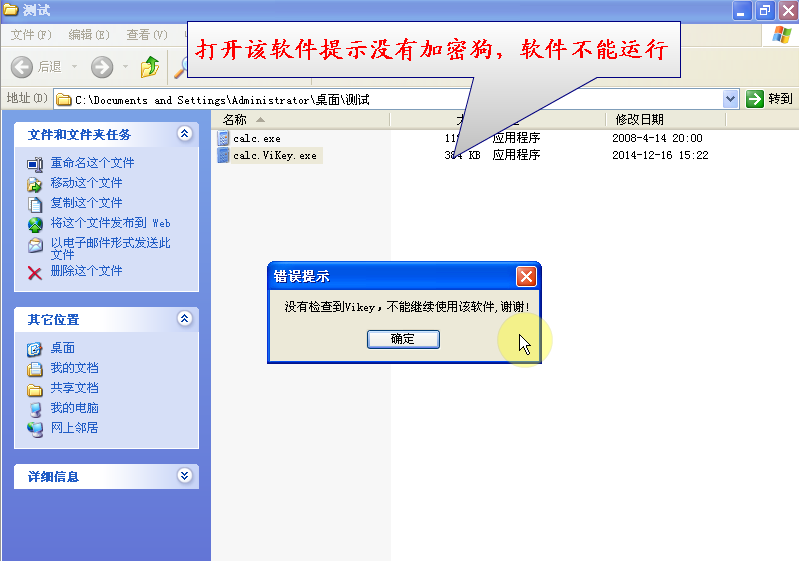 测试
文件(F) 编辑(E) 查看(V)
打开该软件提示没有加密狗，软件不能运行
后退
地址(D) C:\Documents and Settings\Administrator\桌面\测试 转到
文件和文件夹任务
重命名这个文件
移动这个文件
复制这个文件
将这个文件发布到 Web
以电子邮件形式发送此
文件
删除这个文件
其它位置
桌面
我的文档
共享文档
我的电脑
网上邻居
详细信息
名称 修改日期
calc.exe 应用程序 2008-4-14 20:00
calc.ViKey.exe KB 应用程序 2014-12-16 15:22
错误提示
没有检查到Vikey，不能继续使用该软件,谢谢!
确定